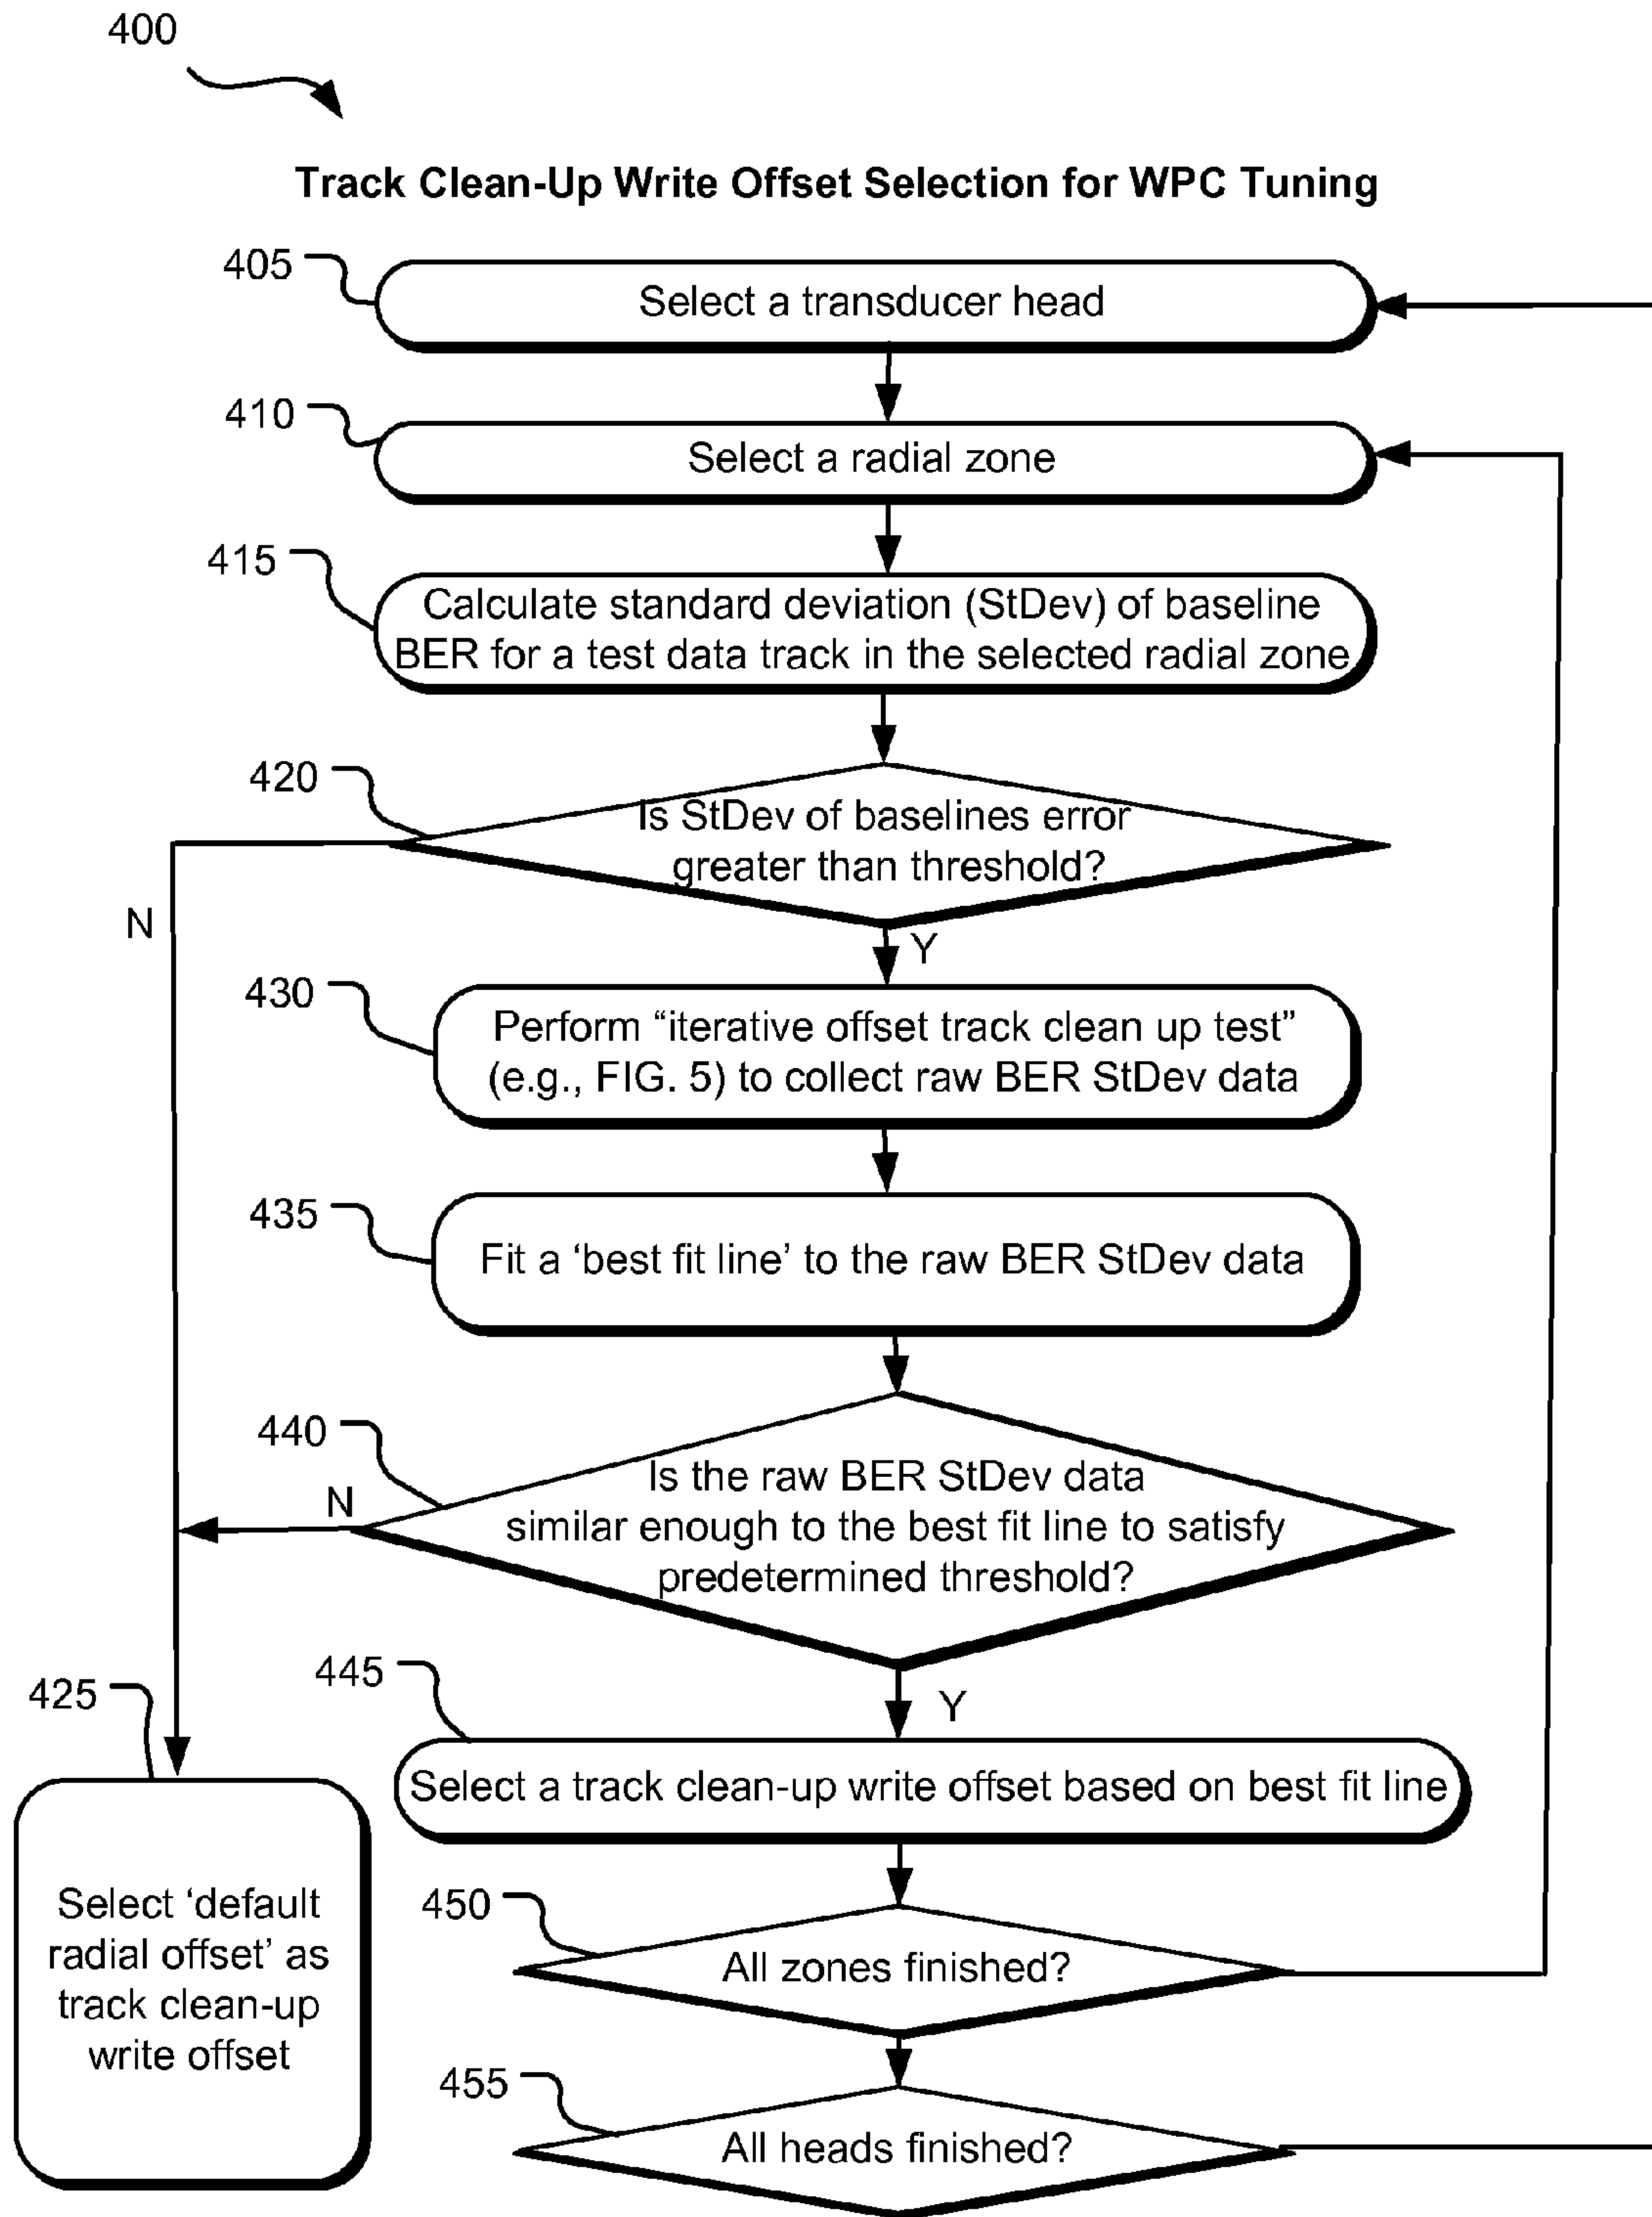 400
Track Clean-Up Write Offset Selection for WPC Tuning
405
Select a transducer head
410
Select a radial zone
415
Calculate standard deviation (StDev) of baseline
BER for a test data track in the selected radial zone
420
Is StDev of baselines error
greater than threshold?
N
Y
430
Perform “iterative offset track clean up test”
(e.g., FIG. 5) to collect raw BER StDev data
435
Fit a ‘best fit line’ to the raw BER StDev data
440
N
Is the raw BER StDev data
similar enough to the best fit line to satisfy
predetermined threshold?
Y
425
Select ‘default
radial offset’ as
track clean-up
write offset
445
Select a track clean-up write offset based on best fit line
450
All zones finished?
455
All heads finished?